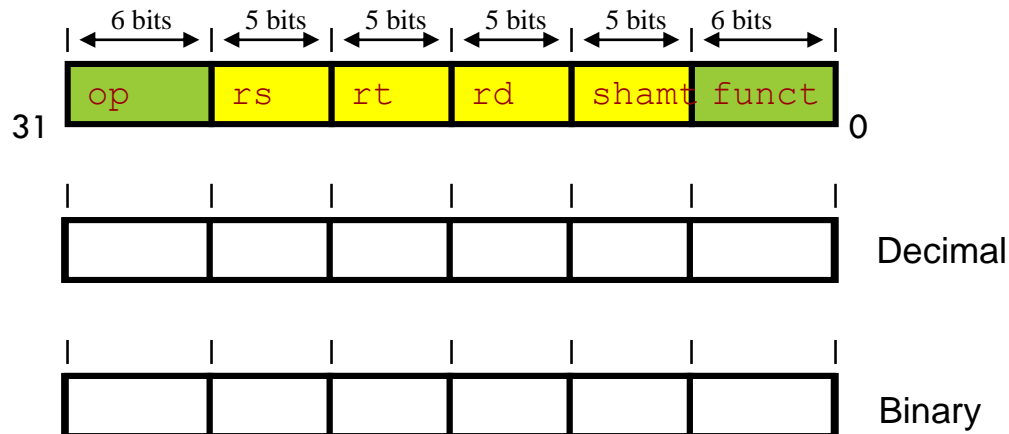 6 bits 5 bits 5 bits 5 bits 5 bits 6 bits
op rs rt rd shamt funct
31 0
Decimal
Binary